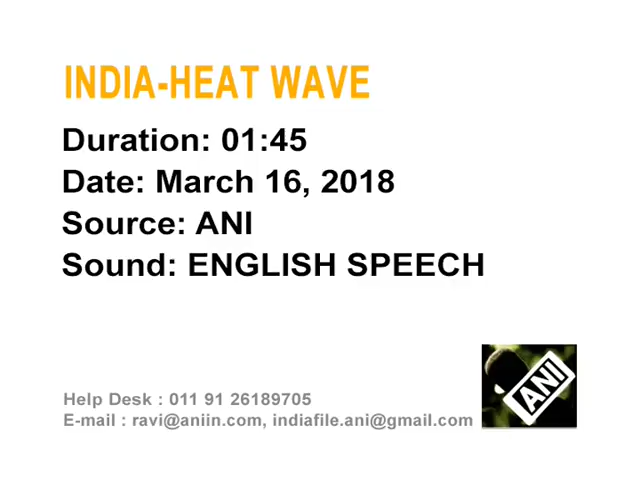 INDIA-HEAT WAVE
Duration: 01:45
Date: March 16, 2018
Source: ANI
Sound: ENGLISH SPEECH
Help Desk : 011 91 26189705
E-mail : ravi@aniin.com, indiafile.ani@gmail.com
ANI